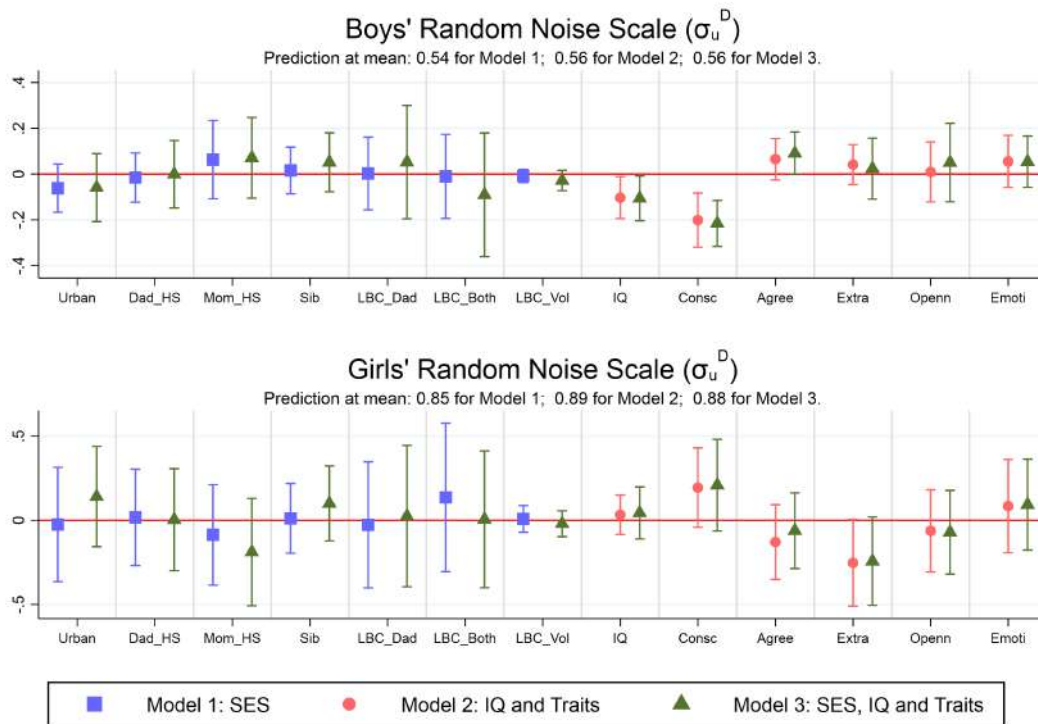 Boys' Random Noise Scale (σ_u^D)
Prediction at mean: 0.54 for Model 1; 0.56 for Model 2; 0.56 for Model 3.
.4
.2
0
-.2
-.4
Urban Dad_HS Mom_HS Sib LBC_Dad LBC_Both LBC_Vol IQ Consc Agree Extra Openn Emoti
Girls' Random Noise Scale (σ_u^D)
Prediction at mean: 0.85 for Model 1; 0.89 for Model 2; 0.88 for Model 3.
.5
0
-.5
Urban Dad_HS Mom_HS Sib LBC_Dad LBC_Both LBC_Vol IQ Consc Agree Extra Openn Emoti
Model 1: SES Model 2: IQ and Traits Model 3: SES, IQ and Traits